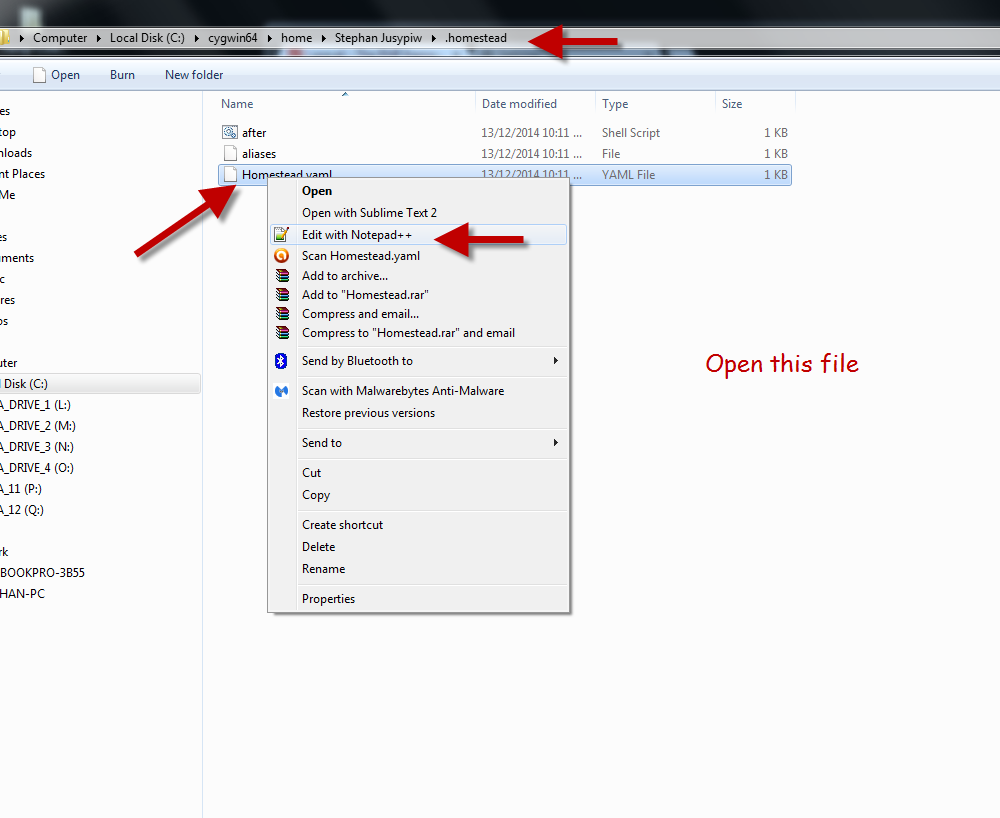 Computer Local Disk (C:) cygwin64 home Stephan Jusypiw .homestead
Open Burn New folder
Name Date modified Type Size
after 13/12/2014 10:11 ... Shell Script 1 KB
aliases 13/12/2014 10:11 ... File 1 KB
Homestead.yaml 13/12/2014 10:11 ... YAML File 1 KB
es
top
nloads
nt Places
Me
es
uments
c
res
os
uter
l Disk (C:)
A_DRIVE_1 (L:)
A_DRIVE_2 (M:)
A_DRIVE_3 (N:)
A_DRIVE_4 (O:)
A_11 (P:)
A_12 (Q:)
rk
BOOKPRO-3B55
HAN-PC
Open
Open with Sublime Text 2
Edit with Notepad++
Scan Homestead.yaml
Add to archive...
Add to "Homestead.rar"
Compress and email...
Compress to "Homestead.rar" and email
Send by Bluetooth to
Scan with Malwarebytes Anti-Malware
Restore previous versions
Send to
Cut
Copy
Create shortcut
Delete
Rename
Properties
Open this file